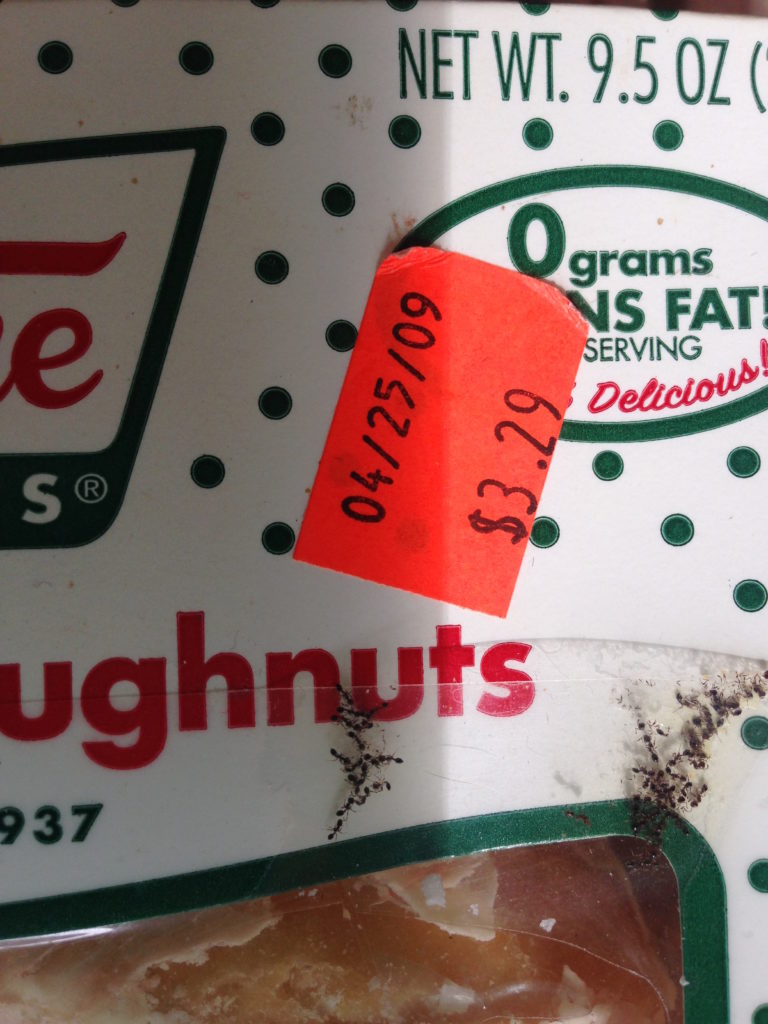 NET WT. 9.5 OZ (
0 grams
NS FAT!
SERVING
Delicious!
04/25/09
$3.29
e
S®
ughnuts
937